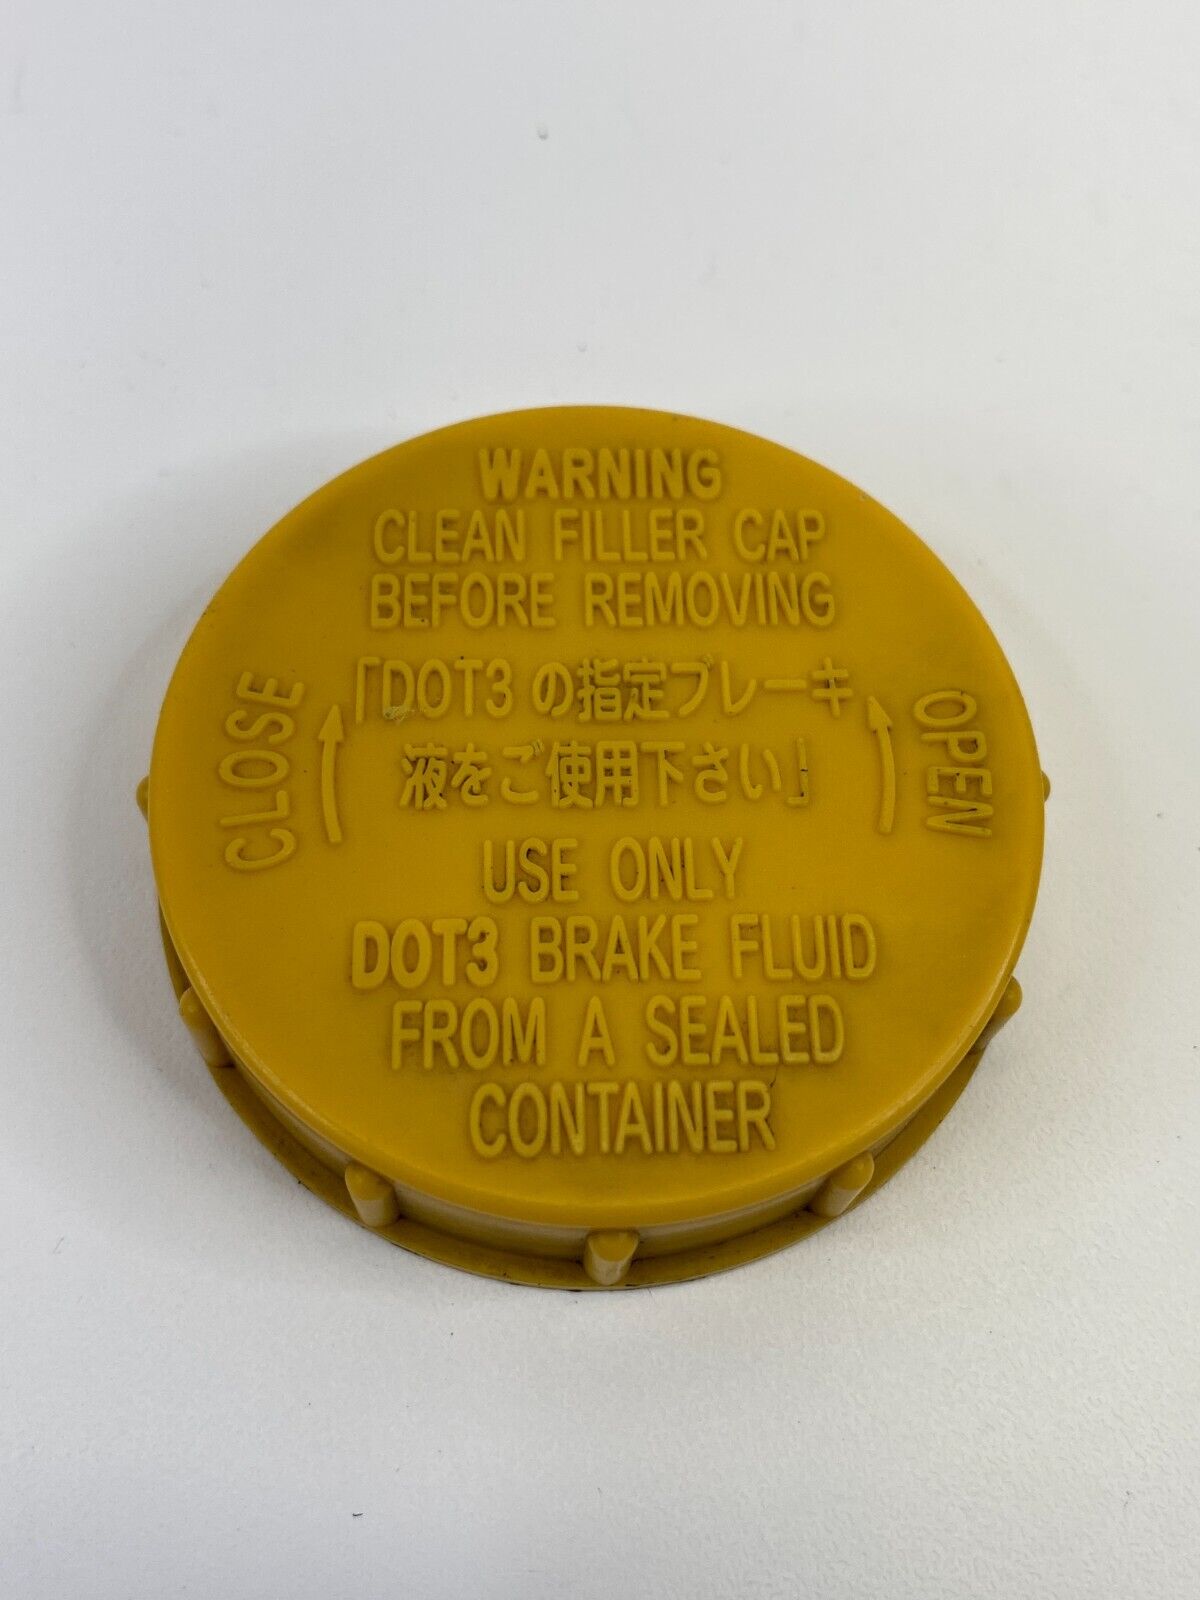 WARNING
CLEAN FILLER CAP
BEFORE REMOVING
「DOT3 の指定ブレーキ
液をご使用下さい」
CLOSE
OPEN
USE ONLY
DOT3 BRAKE FLUID
FROM A SEALED
CONTAINER